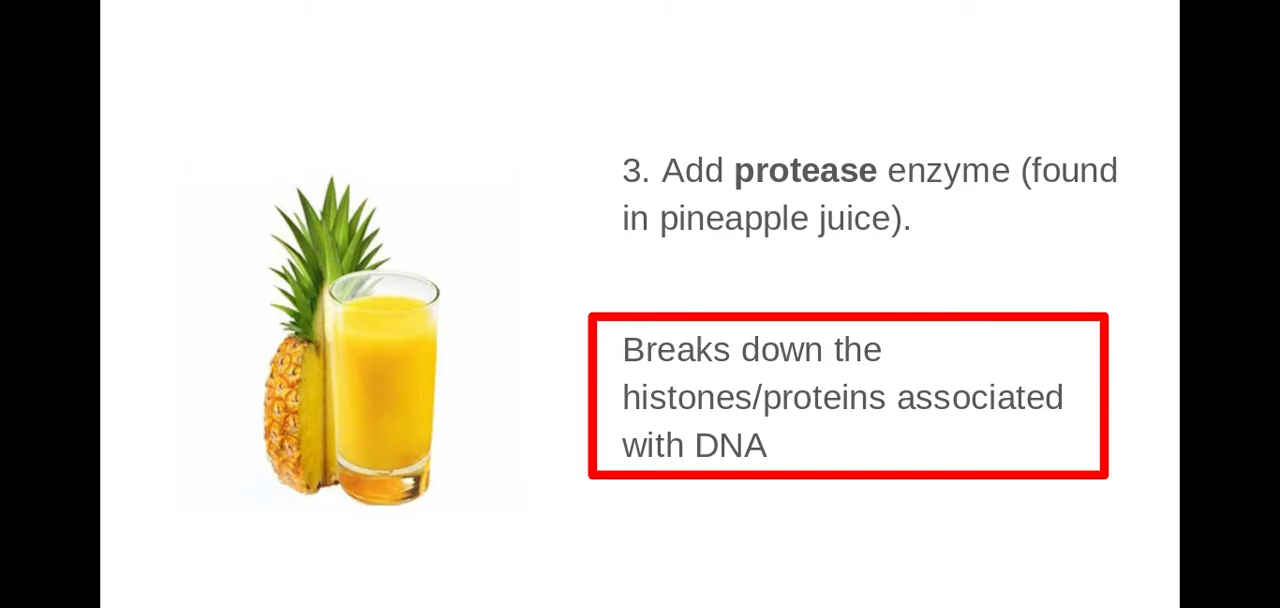 3. Add protease enzyme (found
in pineapple juice).
Breaks down the
histones/proteins associated
with DNA